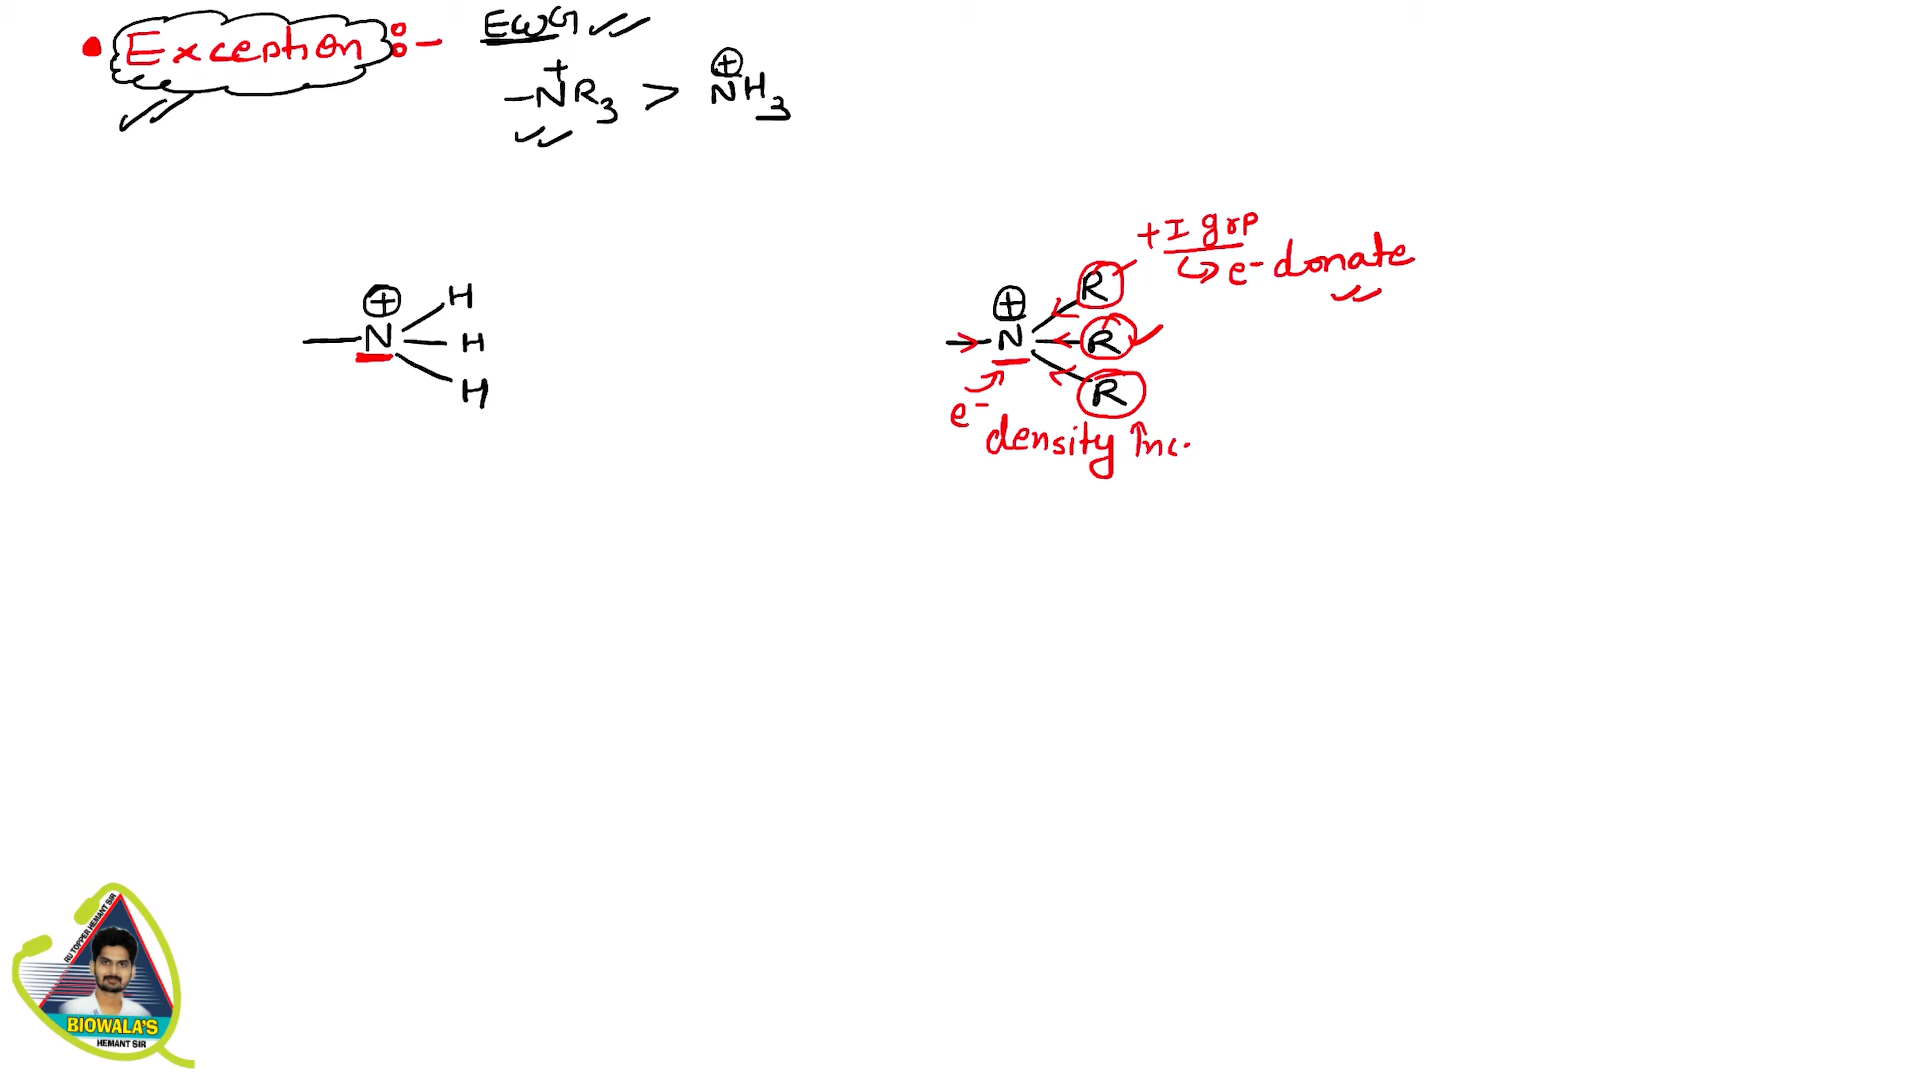 • Exception :- EWG
–N⁺R₃ > N⊕H₃
+I grp
↳ e⁻ donate
⊕ H
— N H
H
⊕ R
N R
R
e⁻
density Inc.
RU TOPPER HEMANT SIR
BIOWALA'S
HEMANT SIR